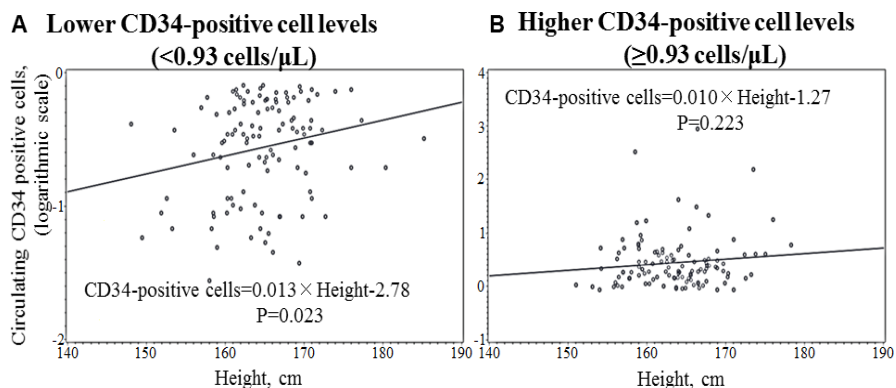 A Lower CD34-positive cell levels
(<0.93 cells/μL)
Circulating CD34 positive cells,
(logarithmic scale)
0
-1
-2
CD34-positive cells=0.013×Height-2.78
P=0.023
140 150 160 170 180 190
Height, cm
B Higher CD34-positive cell levels
(≥0.93 cells/μL)
4
3
2
1
0
-1
CD34-positive cells=0.010×Height-1.27
P=0.223
140 150 160 170 180 190
Height, cm